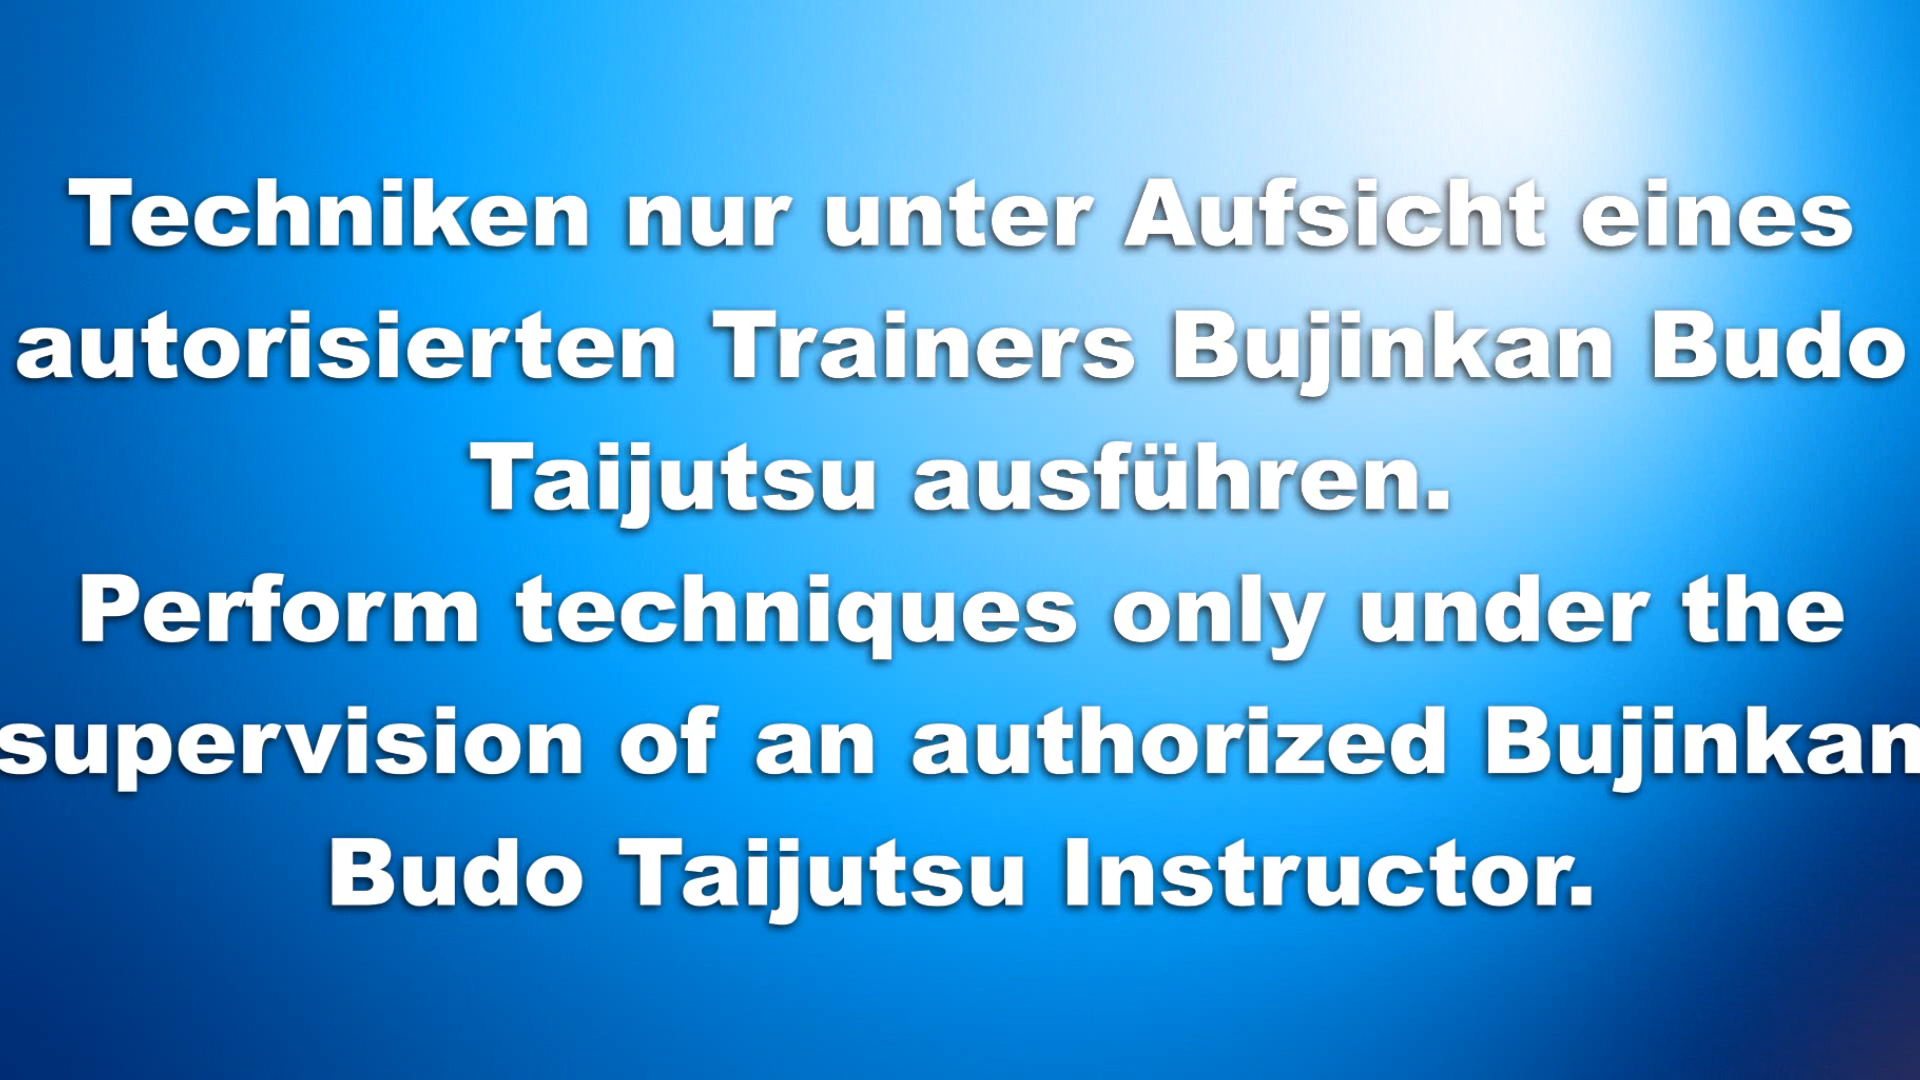 Techniken nur unter Aufsicht eines
autorisierten Trainers Bujinkan Budo
Taijutsu ausführen.
Perform techniques only under the
supervision of an authorized Bujinkan
Budo Taijutsu Instructor.